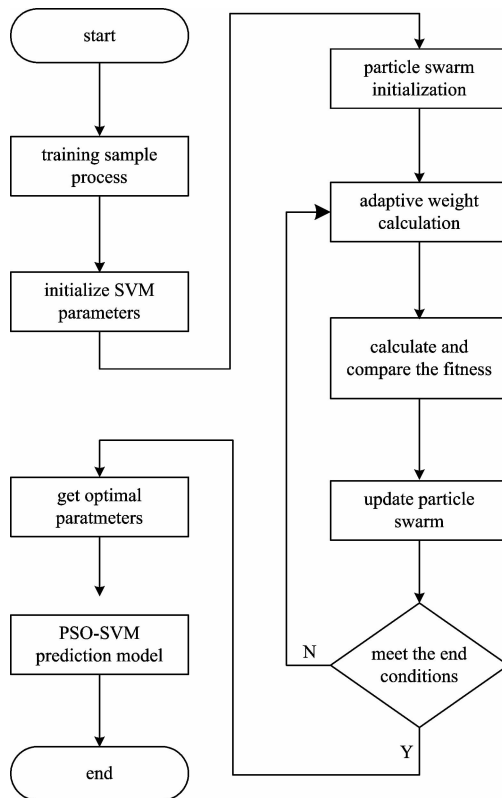 start
training sample
process
initialize SVM
parameters
particle swarm
initialization
adaptive weight
calculation
calculate and
compare the fitness
update particle
swarm
meet the end
conditions
N
Y
get optimal
paratmeters
PSO-SVM
prediction model
end